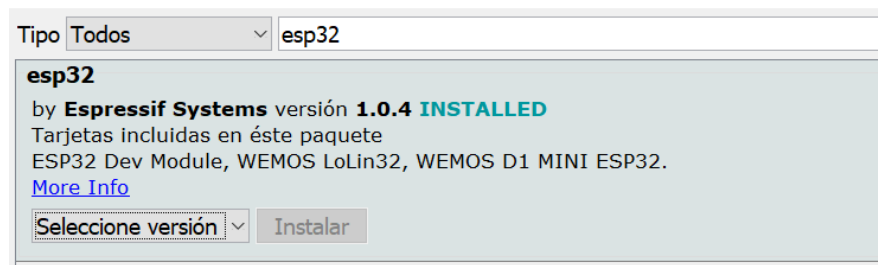 Tipo Todos esp32
esp32
by Espressif Systems versión 1.0.4 INSTALLED
Tarjetas incluidas en éste paquete
ESP32 Dev Module, WEMOS LoLin32, WEMOS D1 MINI ESP32.
More Info
Seleccione versión Instalar